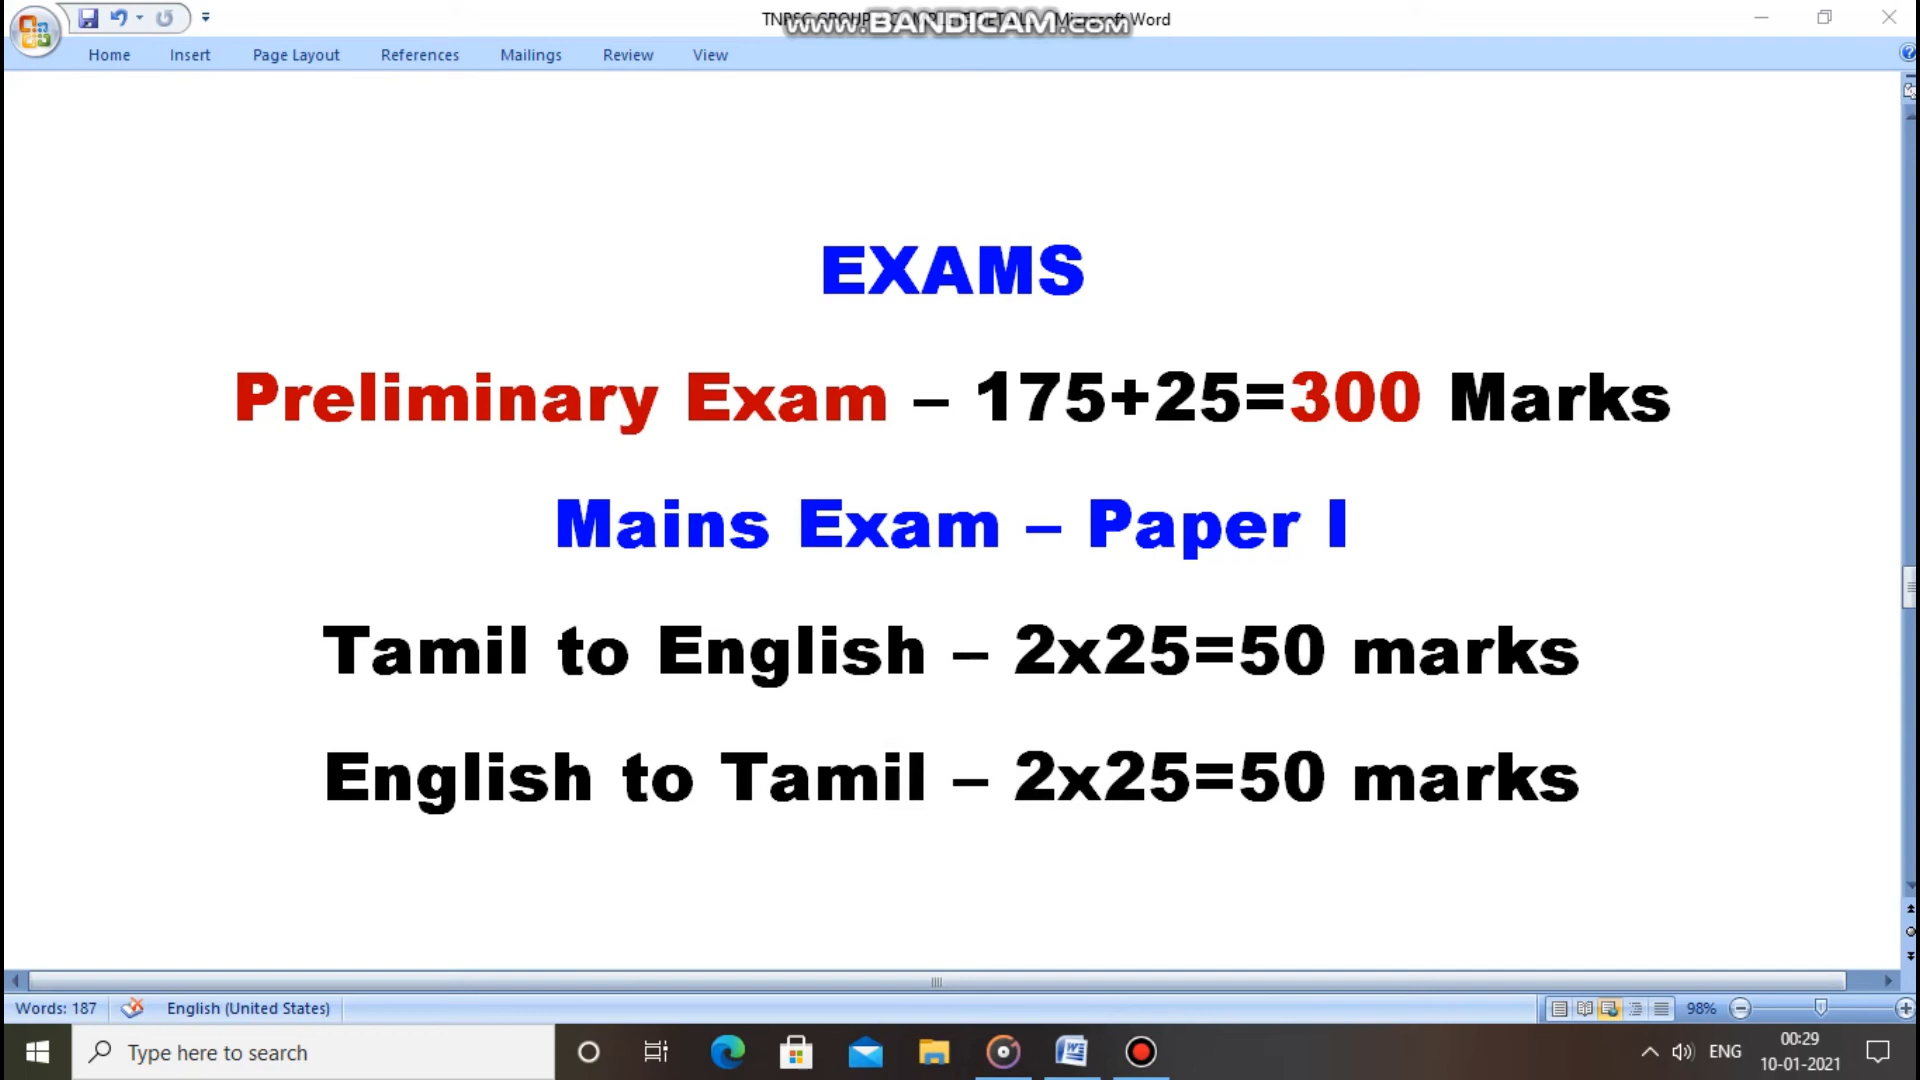 www.BANDICAM.com
Microsoft Word
Home Insert Page Layout References Mailings Review View
EXAMS
Preliminary Exam – 175+25=300 Marks
Mains Exam – Paper I
Tamil to English – 2x25=50 marks
English to Tamil – 2x25=50 marks
Words: 187 English (United States) 98%
Type here to search ENG 00:29
10-01-2021